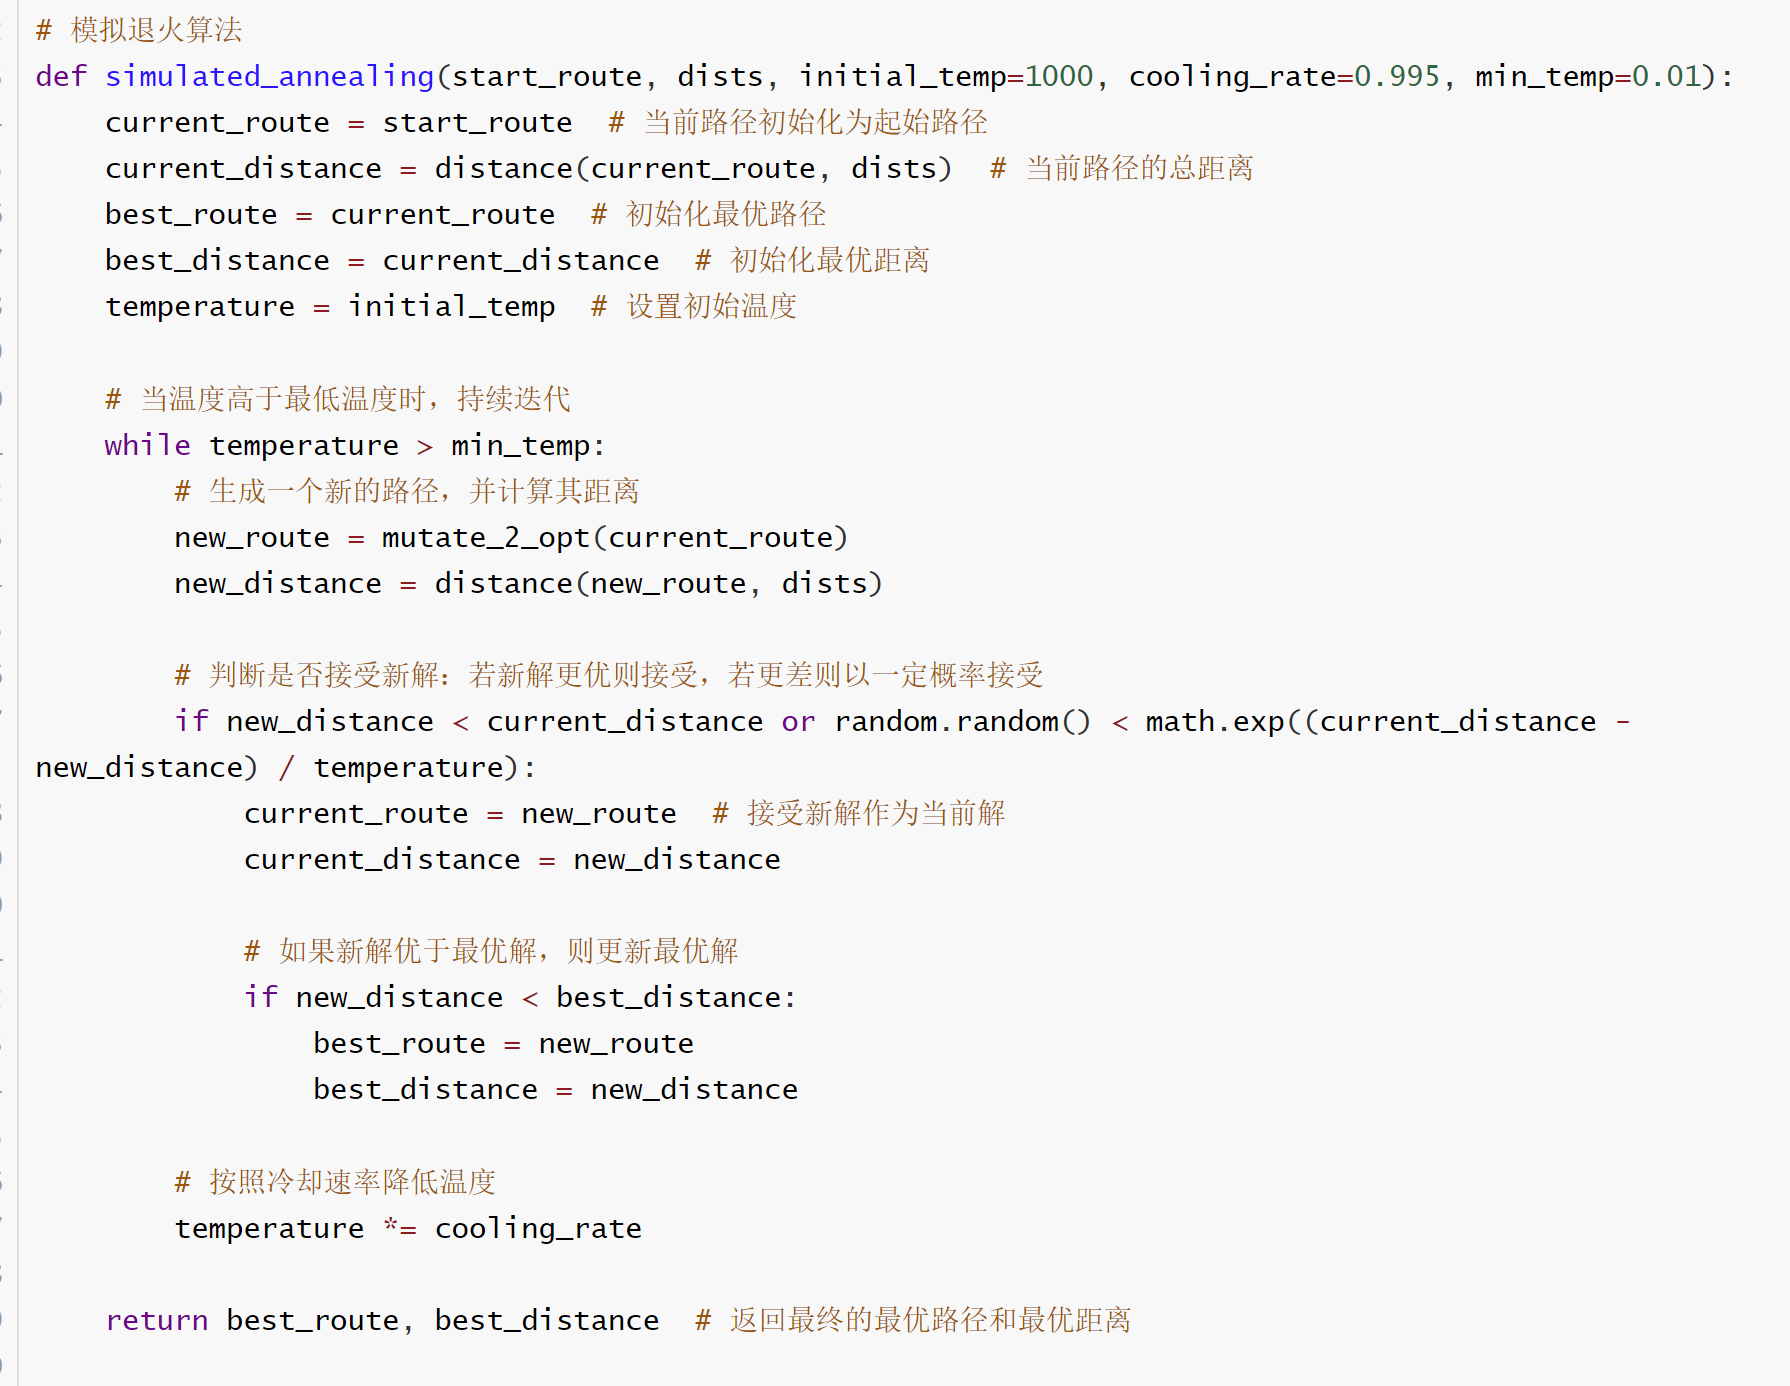 # 模拟退火算法
def simulated_annealing(start_route, dists, initial_temp=1000, cooling_rate=0.995, min_temp=0.01):
    current_route = start_route  # 当前路径初始化为起始路径
    current_distance = distance(current_route, dists)  # 当前路径的总距离
    best_route = current_route  # 初始化最优路径
    best_distance = current_distance  # 初始化最优距离
    temperature = initial_temp  # 设置初始温度

    # 当温度高于最低温度时，持续迭代
    while temperature > min_temp:
        # 生成一个新的路径，并计算其距离
        new_route = mutate_2_opt(current_route)
        new_distance = distance(new_route, dists)

        # 判断是否接受新解：若新解更优则接受，若更差则以一定概率接受
        if new_distance < current_distance or random.random() < math.exp((current_distance -
new_distance) / temperature):
            current_route = new_route  # 接受新解作为当前解
            current_distance = new_distance

            # 如果新解优于最优解，则更新最优解
            if new_distance < best_distance:
                best_route = new_route
                best_distance = new_distance

        # 按照冷却速率降低温度
        temperature *= cooling_rate

    return best_route, best_distance  # 返回最终的最优路径和最优距离